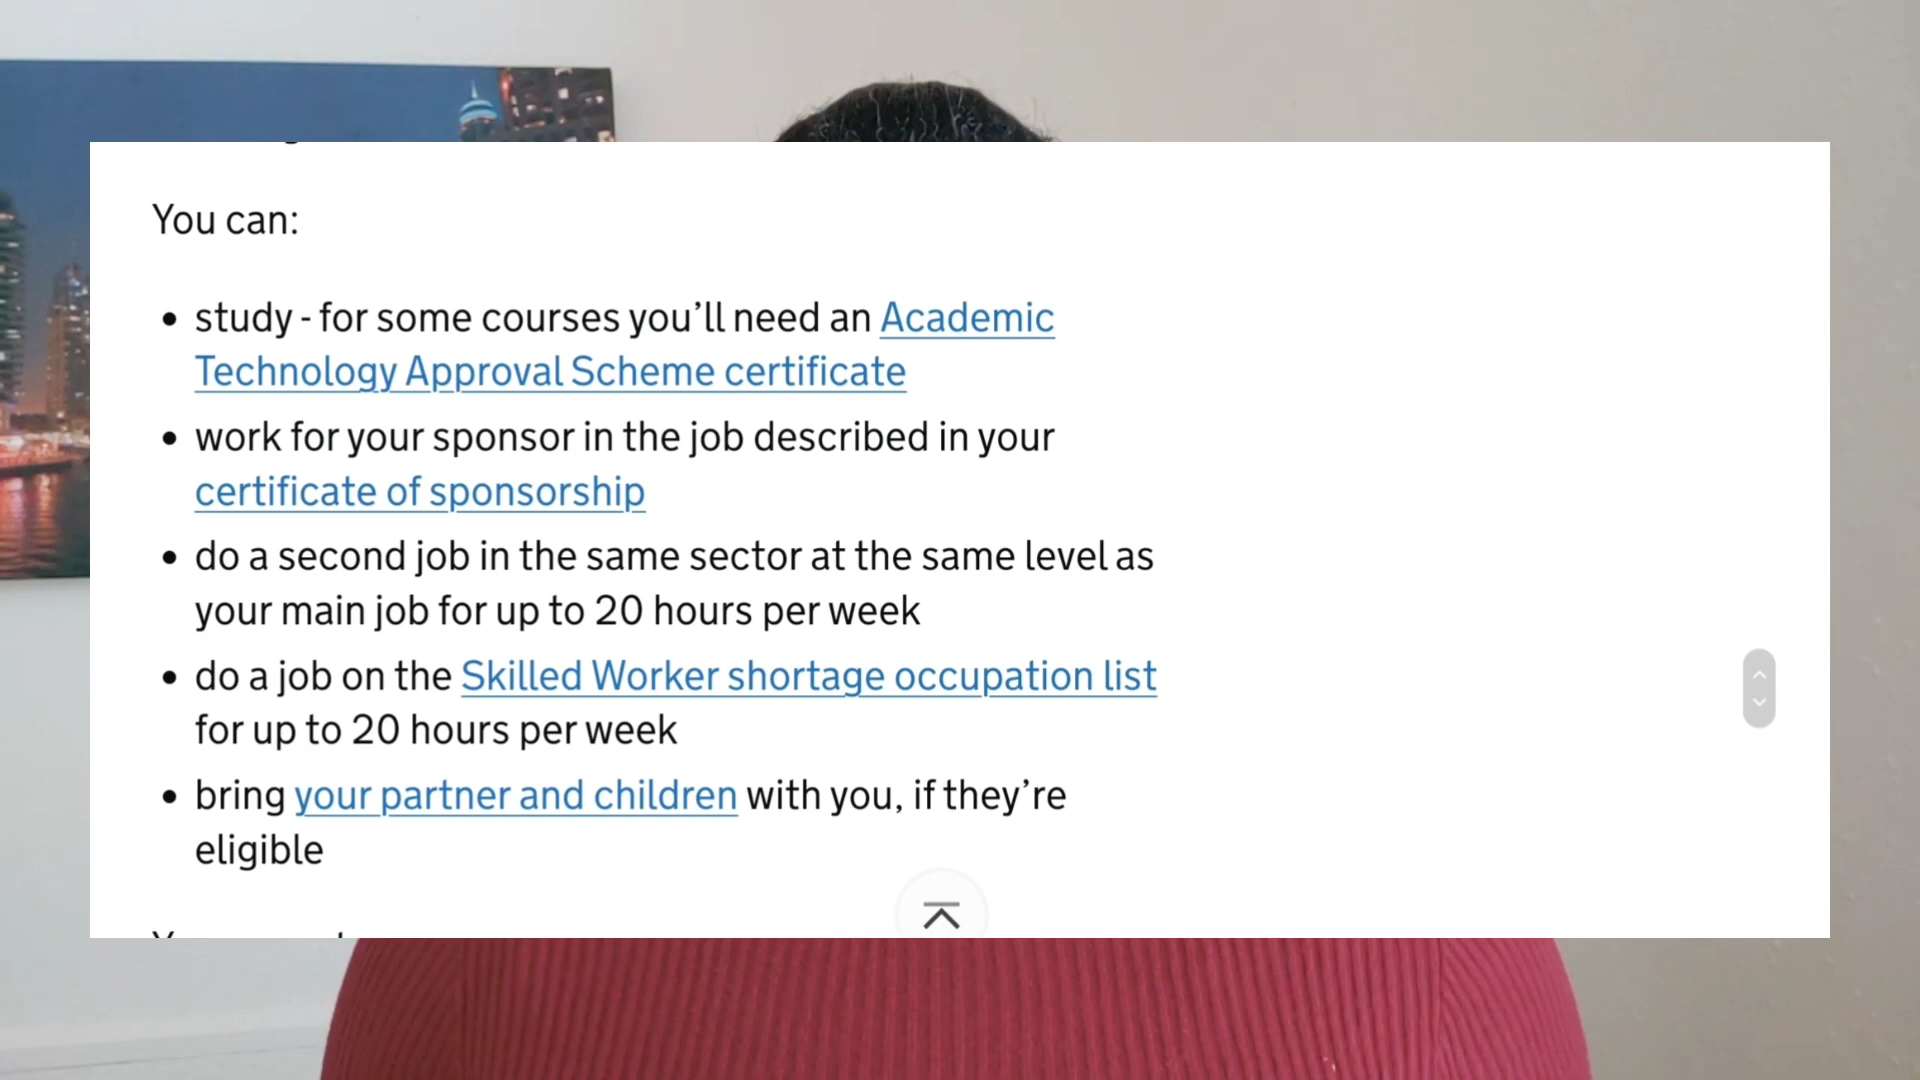 You can:
• study - for some courses you’ll need an Academic
Technology Approval Scheme certificate
• work for your sponsor in the job described in your
certificate of sponsorship
• do a second job in the same sector at the same level as
your main job for up to 20 hours per week
• do a job on the Skilled Worker shortage occupation list
for up to 20 hours per week
• bring your partner and children with you, if they’re
eligible